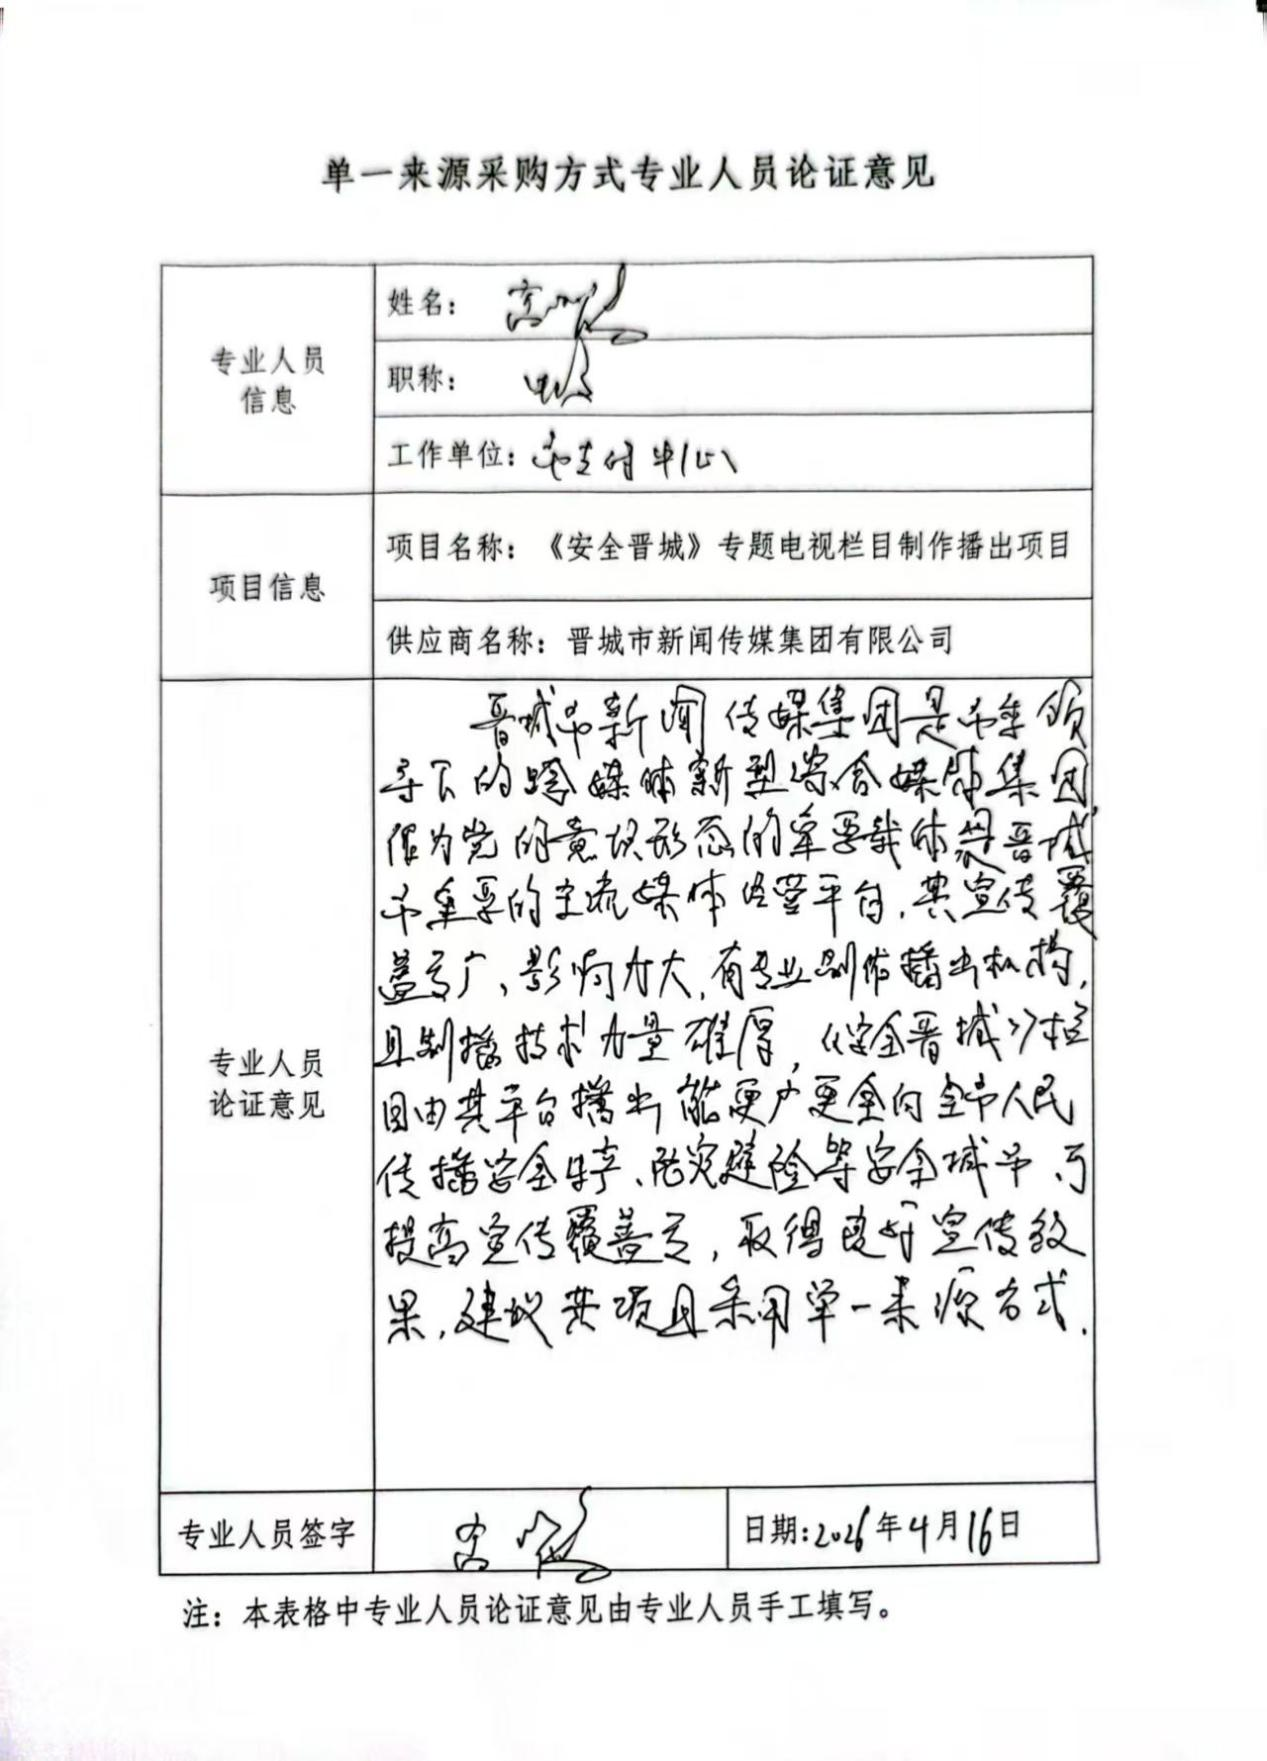 单一来源采购方式专业人员论证意见
专业人员
信息
姓名：
职称：
工作单位：市支付中心
项目信息
项目名称：《安全晋城》专题电视栏目制作播出项目
供应商名称：晋城市新闻传媒集团有限公司
专业人员
论证意见
晋城市新闻传媒集团是市委领
导下的跨媒体新型综合媒体集团,
作为党的意识形态的重要载体是晋城
市重要的主流媒体经营平台，其宣传覆
盖面广、影响力大，有专业制作播出机构，
且制播技术力量雄厚，《安全晋城》栏
目由其平台播出能更广更全向全市人民
传播安全生产、防灾避险等安全城市，可
提高宣传覆盖面，取得良好宣传效
果，建议其项目采用单一来源方式.
专业人员签字
日期:2026年4月16日
注：本表格中专业人员论证意见由专业人员手工填写。